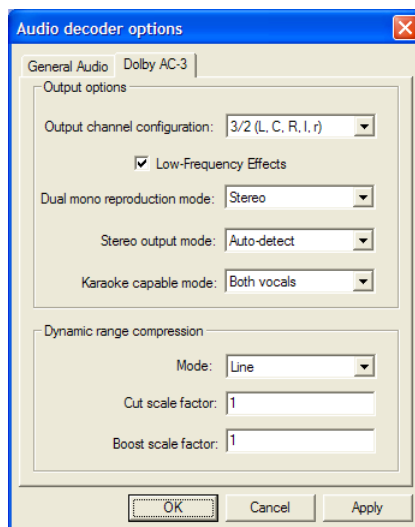 Audio decoder options
General Audio Dolby AC-3
Output options
Output channel configuration: 3/2 (L, C, R, l, r)
Low-Frequency Effects
Dual mono reproduction mode: Stereo
Stereo output mode: Auto-detect
Karaoke capable mode: Both vocals
Dynamic range compression
Mode: Line
Cut scale factor: 1
Boost scale factor: 1
OK Cancel Apply